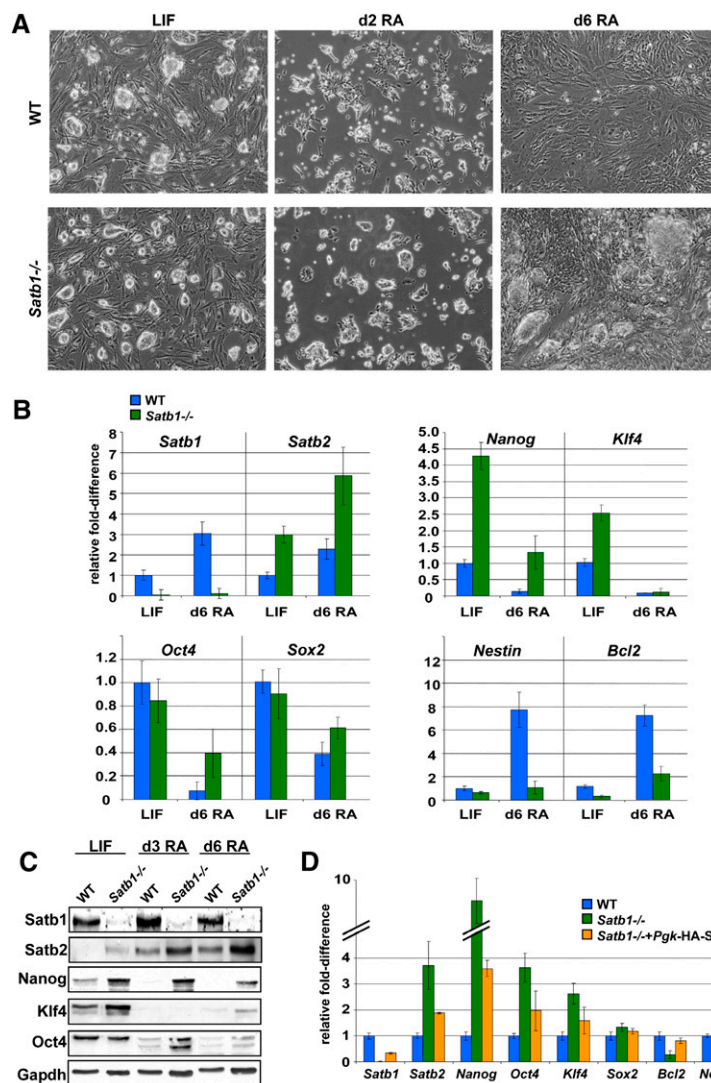 A
LIF
d2 RA
d6 RA
WT
Satb1-/-
B
WT
Satb1-/-
relative fold-difference
Satb1
Satb2
8
7
6
5
4
3
2
1
0
LIF
d6 RA
LIF
d6 RA
Nanog
Klf4
5.0
4.5
4.0
3.5
3.0
2.5
2.0
1.5
1.0
0.5
0
LIF
d6 RA
LIF
d6 RA
Oct4
Sox2
1.2
1.0
0.8
0.6
0.4
0.2
0
LIF
d6 RA
LIF
d6 RA
Nestin
Bcl2
12
10
8
6
4
2
0
LIF
d6 RA
LIF
d6 RA
C
LIF
d3 RA
d6 RA
WT
Satb1-/-
WT
Satb1-/-
WT
Satb1-/-
Satb1
Satb2
Nanog
Klf4
Oct4
Gapdh
D
WT
Satb1-/-
Satb1-/-+Pgk-HA-S
relative fold-difference
10
4
3
2
1
0
Satb1
Satb2
Nanog
Oct4
Klf4
Sox2
Bcl2